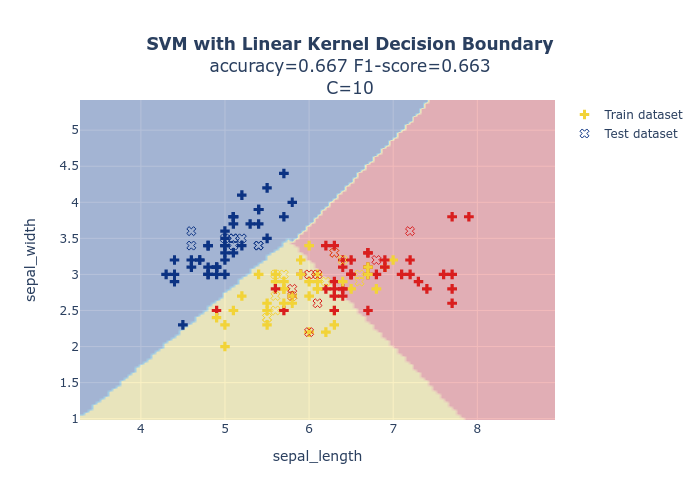 SVM with Linear Kernel Decision Boundary
accuracy=0.667 F1-score=0.663
C=10
Train dataset
Test dataset
5
4.5
4
3.5
3
2.5
2
1.5
1
sepal_width
4
5
6
7
8
sepal_length